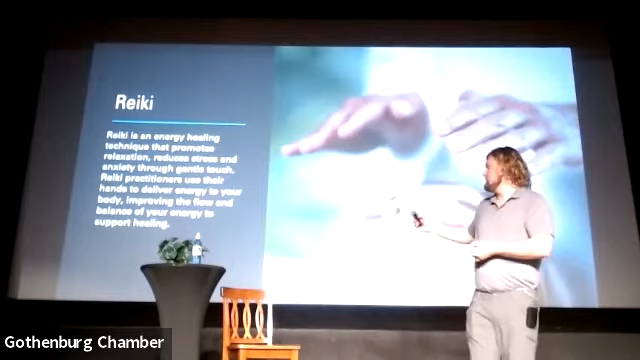 Reiki
Reiki is an energy healing
technique that promotes
relaxation, reduces stress and
anxiety through gentle touch.
Reiki practitioners use their
hands to deliver energy to your
body, improving the flow and
balance of your energy to
support healing.
Gothenburg Chamber